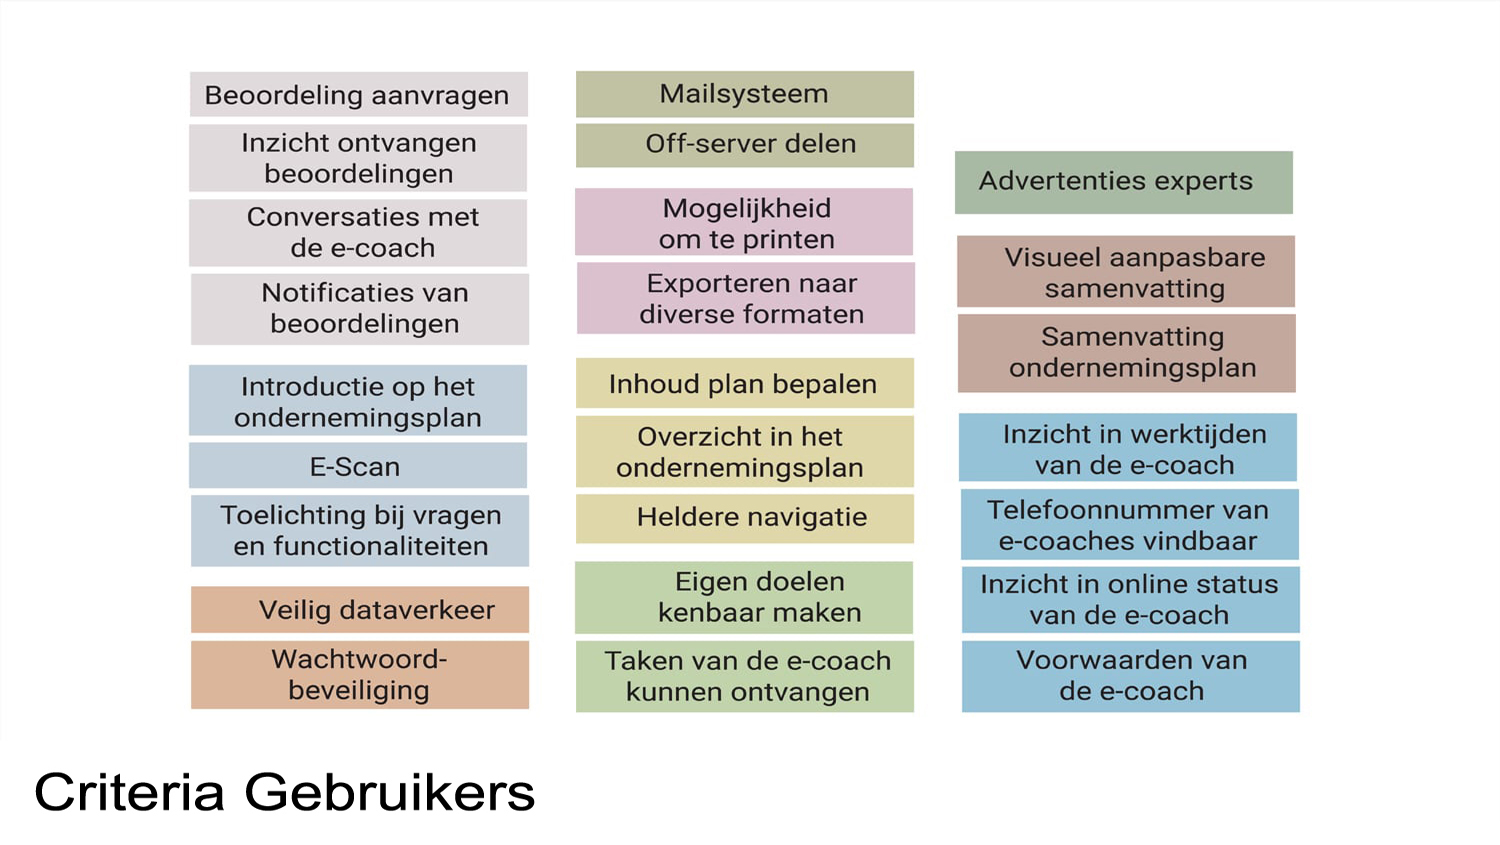 Beoordeling aanvragen
Inzicht ontvangen
beoordelingen
Conversaties met
de e-coach
Notificaties van
beoordelingen
Introductie op het
ondernemingsplan
E-Scan
Toelichting bij vragen
en functionaliteiten
Veilig dataverkeer
Wachtwoord-
beveiliging
Mailsysteem
Off-server delen
Mogelijkheid
om te printen
Exporteren naar
diverse formaten
Inhoud plan bepalen
Overzicht in het
ondernemingsplan
Heldere navigatie
Eigen doelen
kenbaar maken
Taken van de e-coach
kunnen ontvangen
Advertenties experts
Visueel aanpasbare
samenvatting
Samenvatting
ondernemingsplan
Inzicht in werktijden
van de e-coach
Telefoonnummer van
e-coaches vindbaar
Inzicht in online status
van de e-coach
Voorwaarden van
de e-coach
Criteria Gebruikers